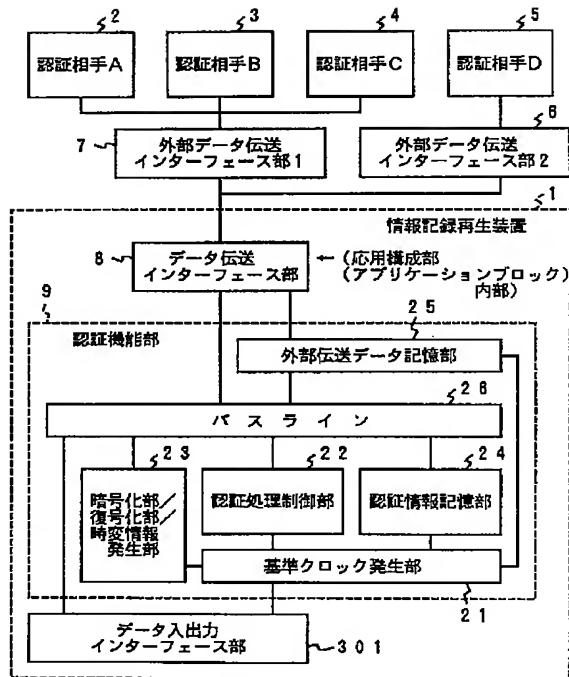 2
3
4
5
認証相手A
認証相手B
認証相手C
認証相手D
6
7
外部データ伝送
インターフェース部1
外部データ伝送
インターフェース部2
1
情報記録再生装置
8
データ伝送
インターフェース部
←(応用構成部
(アプリケーションブロック)
内部)
9
認証機能部
25
外部伝送データ記憶部
26
バスライン
23
22
24
暗号化部/
復号化部/
時変情報
発生部
認証処理制御部
認証情報記憶部
基準クロック発生部
21
データ入出力
インターフェース部
301